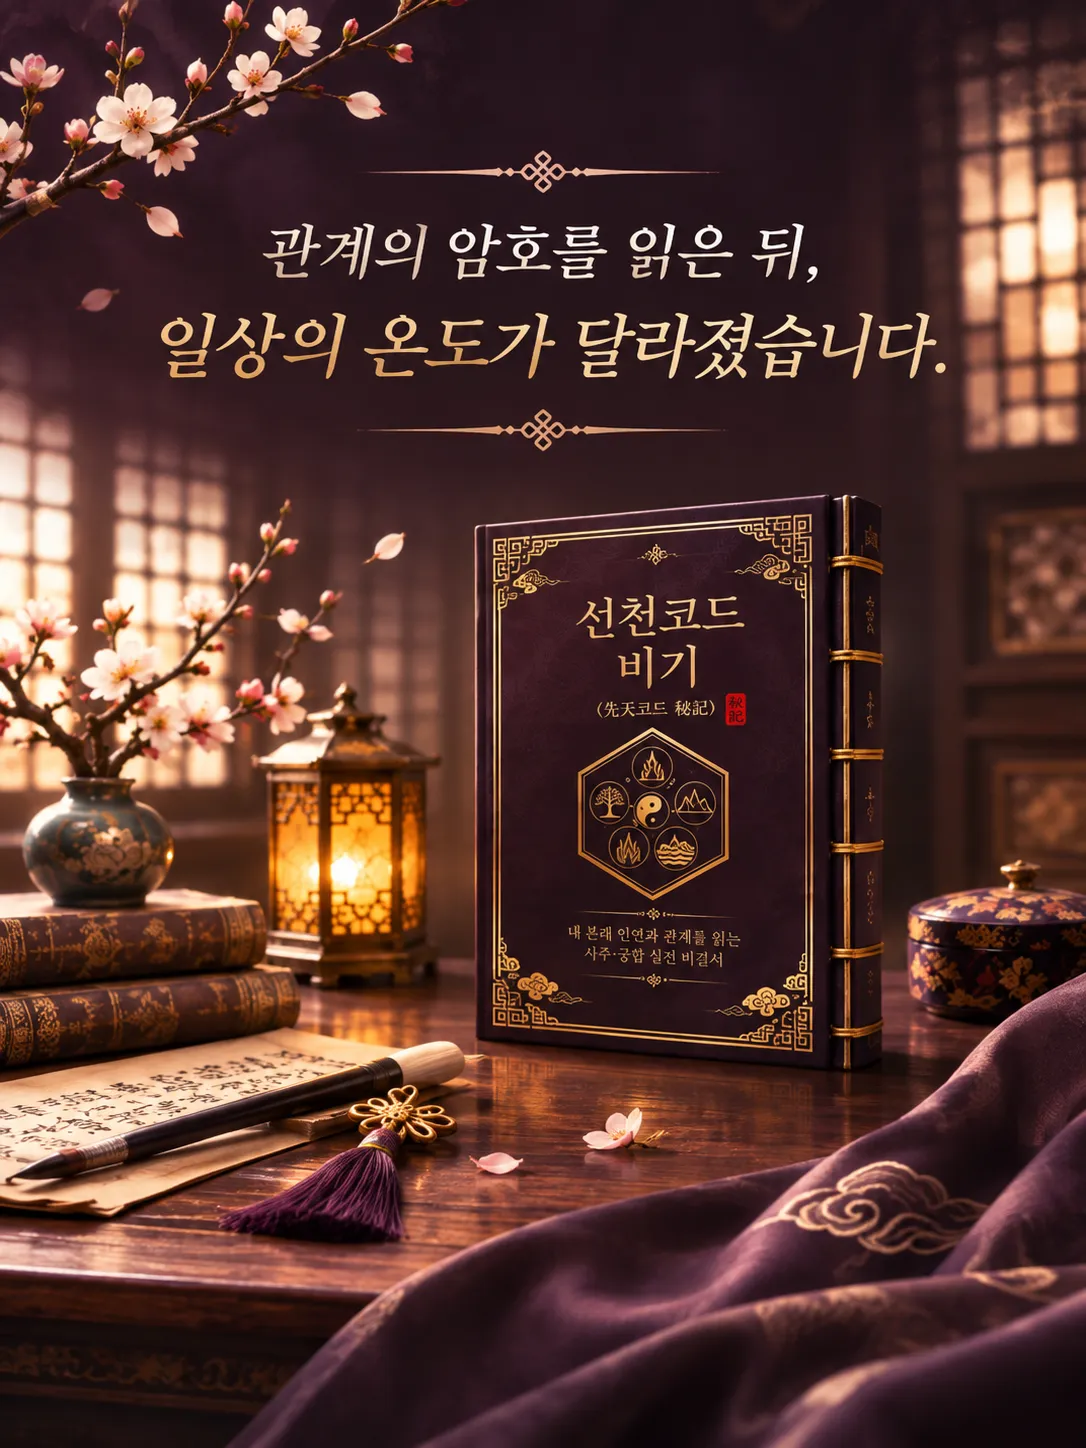 관계의 암호를 읽은 뒤,
일상의 온도가 달라졌습니다.
선천코드
비기
(先天코드 秘記)
秘記
내 본래 인연과 관계를 읽는
사주·궁합 실전 비결서